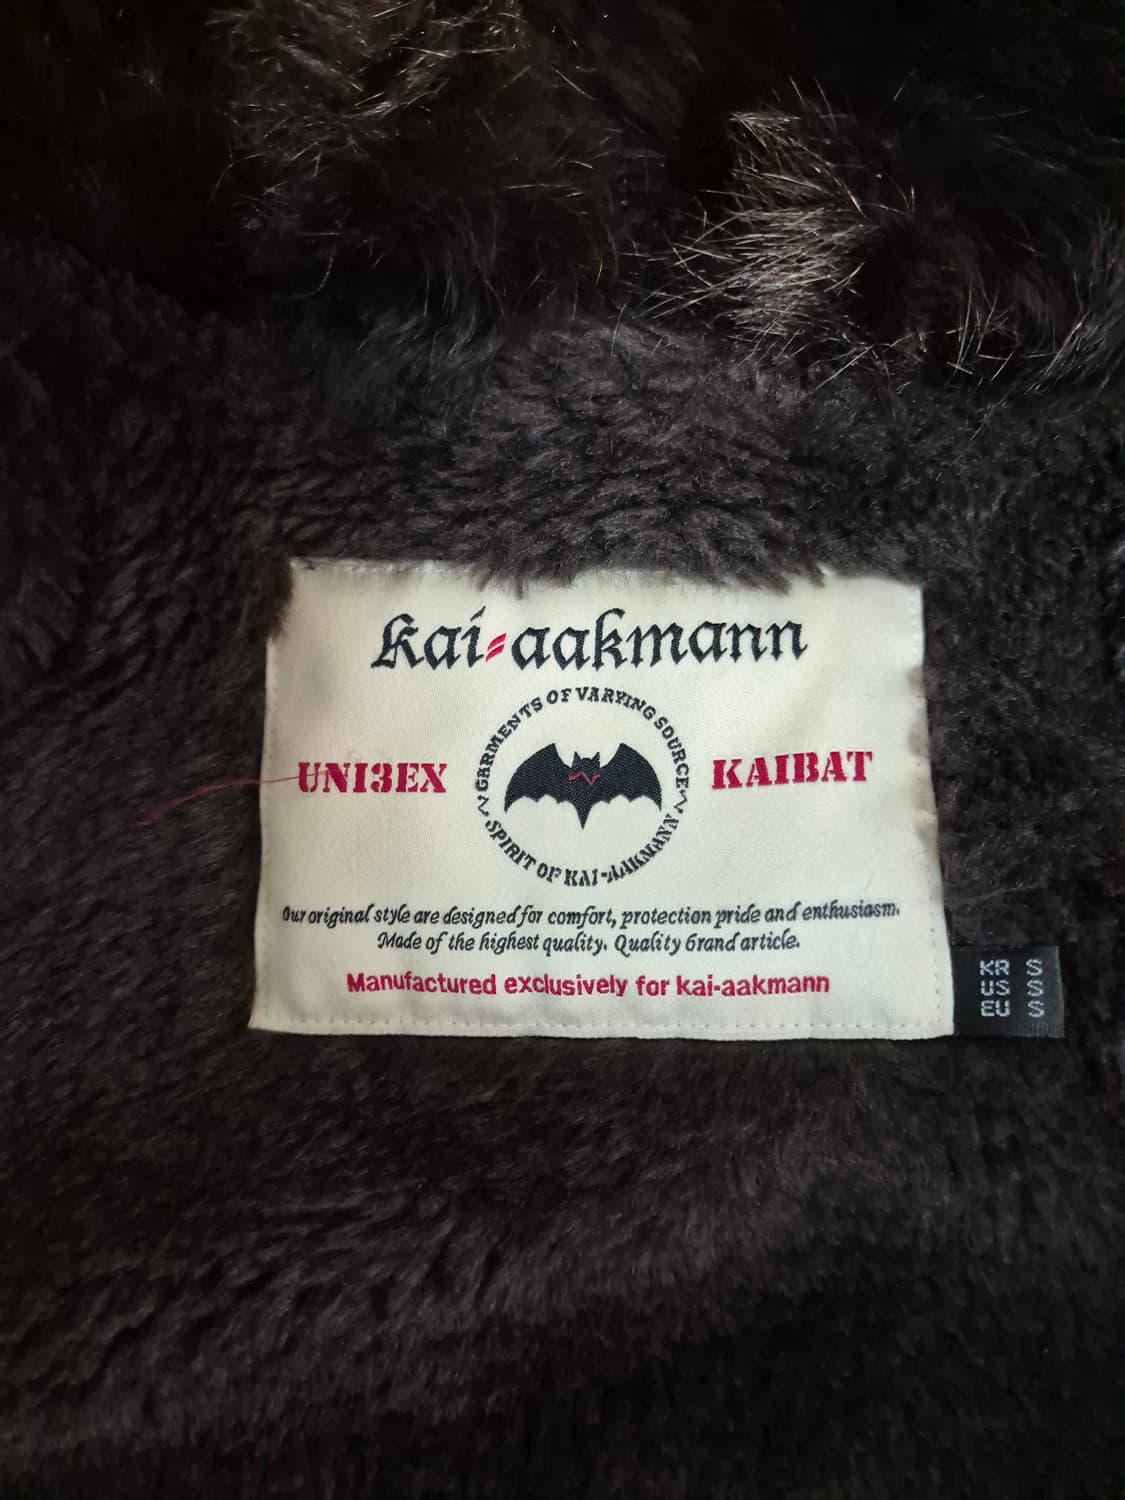 kai=aakmann
GARMENTS OF VARYING SOURCE
UNI3EX
KAIBAT
SPIRIT OF KAI-AAKMANN
Our original style are designed for comfort, protection pride and enthusiasm.
Made of the highest quality. Quality Grand article.
Manufactured exclusively for kai-aakmann
KR S
US S
EU S